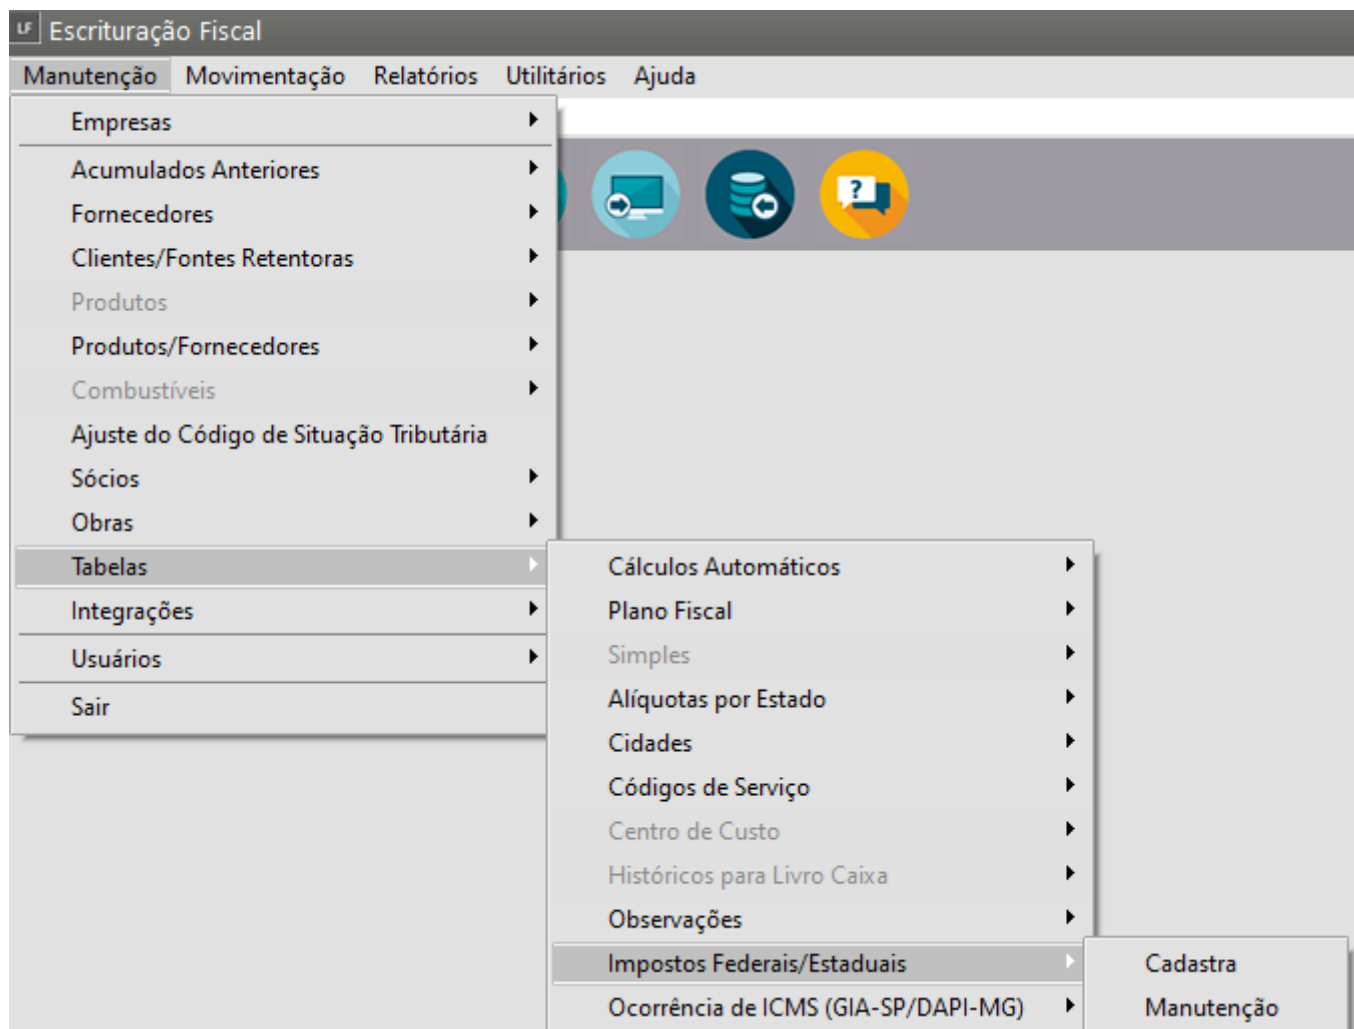 LF Escrituração Fiscal
Manutenção Movimentação Relatórios Utilitários Ajuda
Empresas
Acumulados Anteriores
Fornecedores
Clientes/Fontes Retentoras
Produtos
Produtos/Fornecedores
Combustíveis
Ajuste do Código de Situação Tributária
Sócios
Obras
Tabelas
Integrações
Usuários
Sair
Cálculos Automáticos
Plano Fiscal
Simples
Alíquotas por Estado
Cidades
Códigos de Serviço
Centro de Custo
Históricos para Livro Caixa
Observações
Impostos Federais/Estaduais
Ocorrência de ICMS (GIA-SP/DAPI-MG)
Cadastra
Manutenção